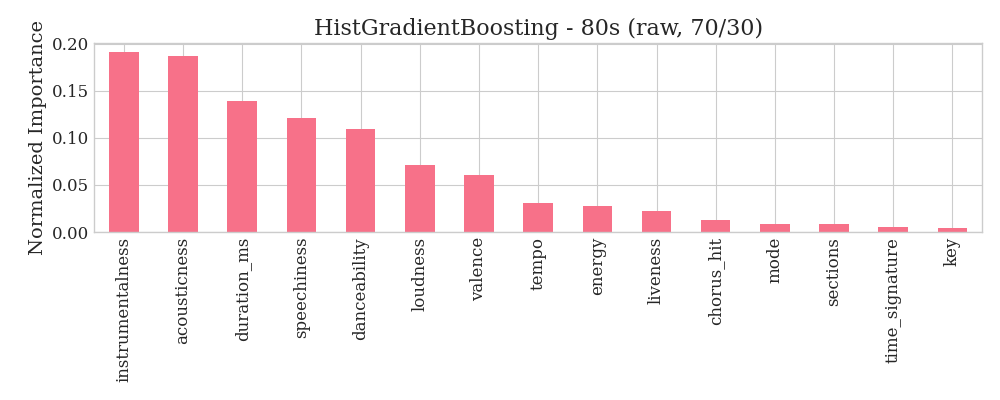 HistGradientBoosting - 80s (raw, 70/30)
Normalized Importance
0.20
0.15
0.10
0.05
0.00
instrumentalness
acousticness
duration_ms
speechiness
danceability
loudness
valence
tempo
energy
liveness
chorus_hit
mode
sections
time_signature
key